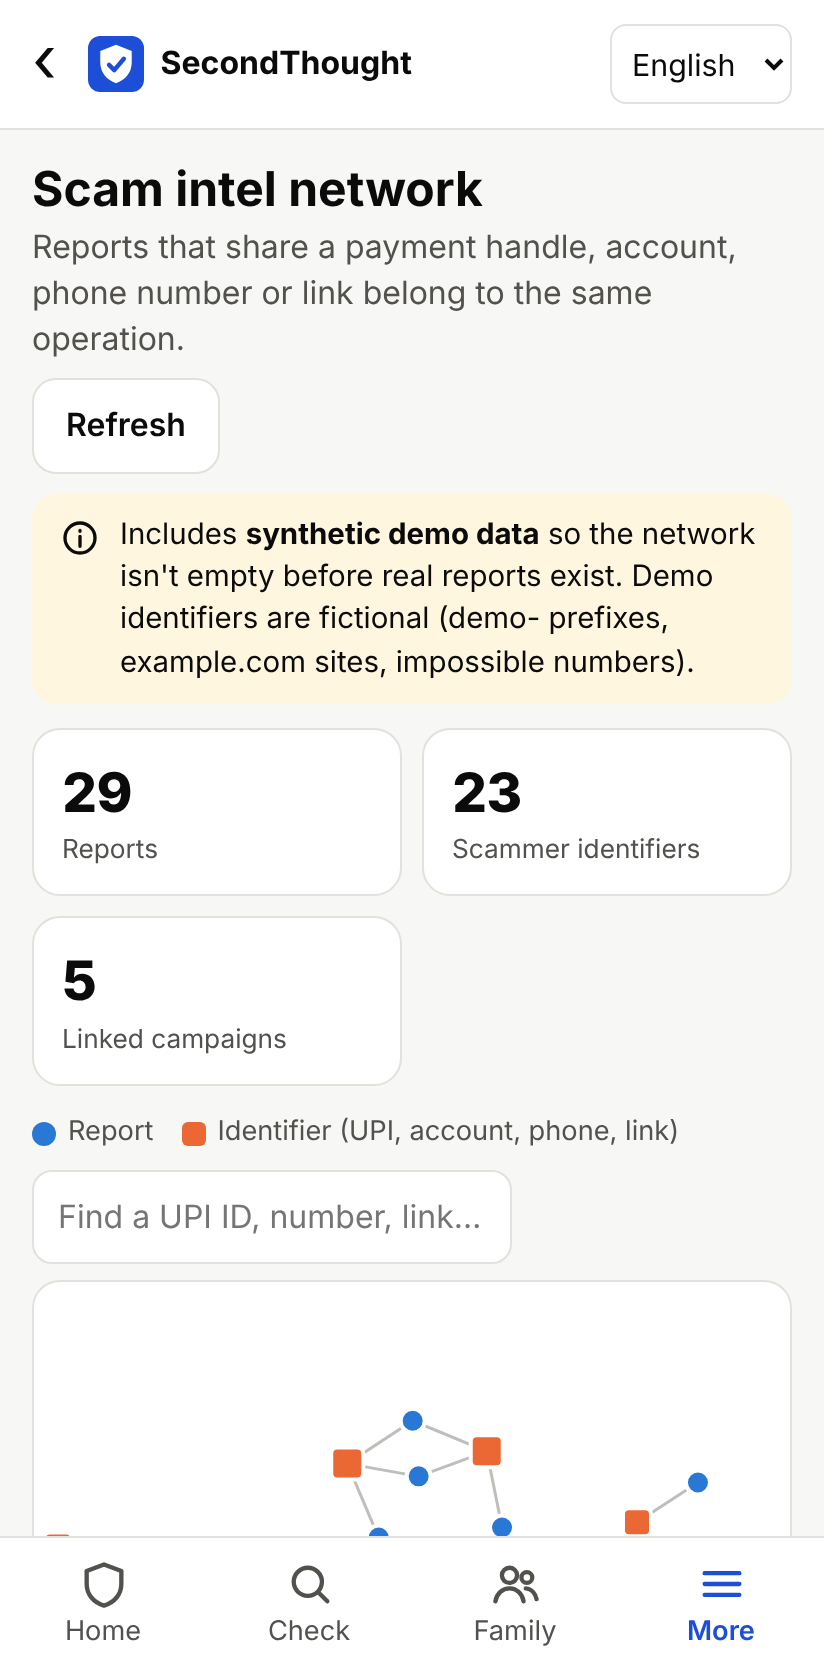 SecondThought
English
Scam intel network
Reports that share a payment handle, account,
phone number or link belong to the same
operation.
Refresh
Includes synthetic demo data so the network
isn't empty before real reports exist. Demo
identifiers are fictional (demo- prefixes,
example.com sites, impossible numbers).
29
Reports
23
Scammer identifiers
5
Linked campaigns
Report
Identifier (UPI, account, phone, link)
Find a UPI ID, number, link...
Home
Check
Family
More